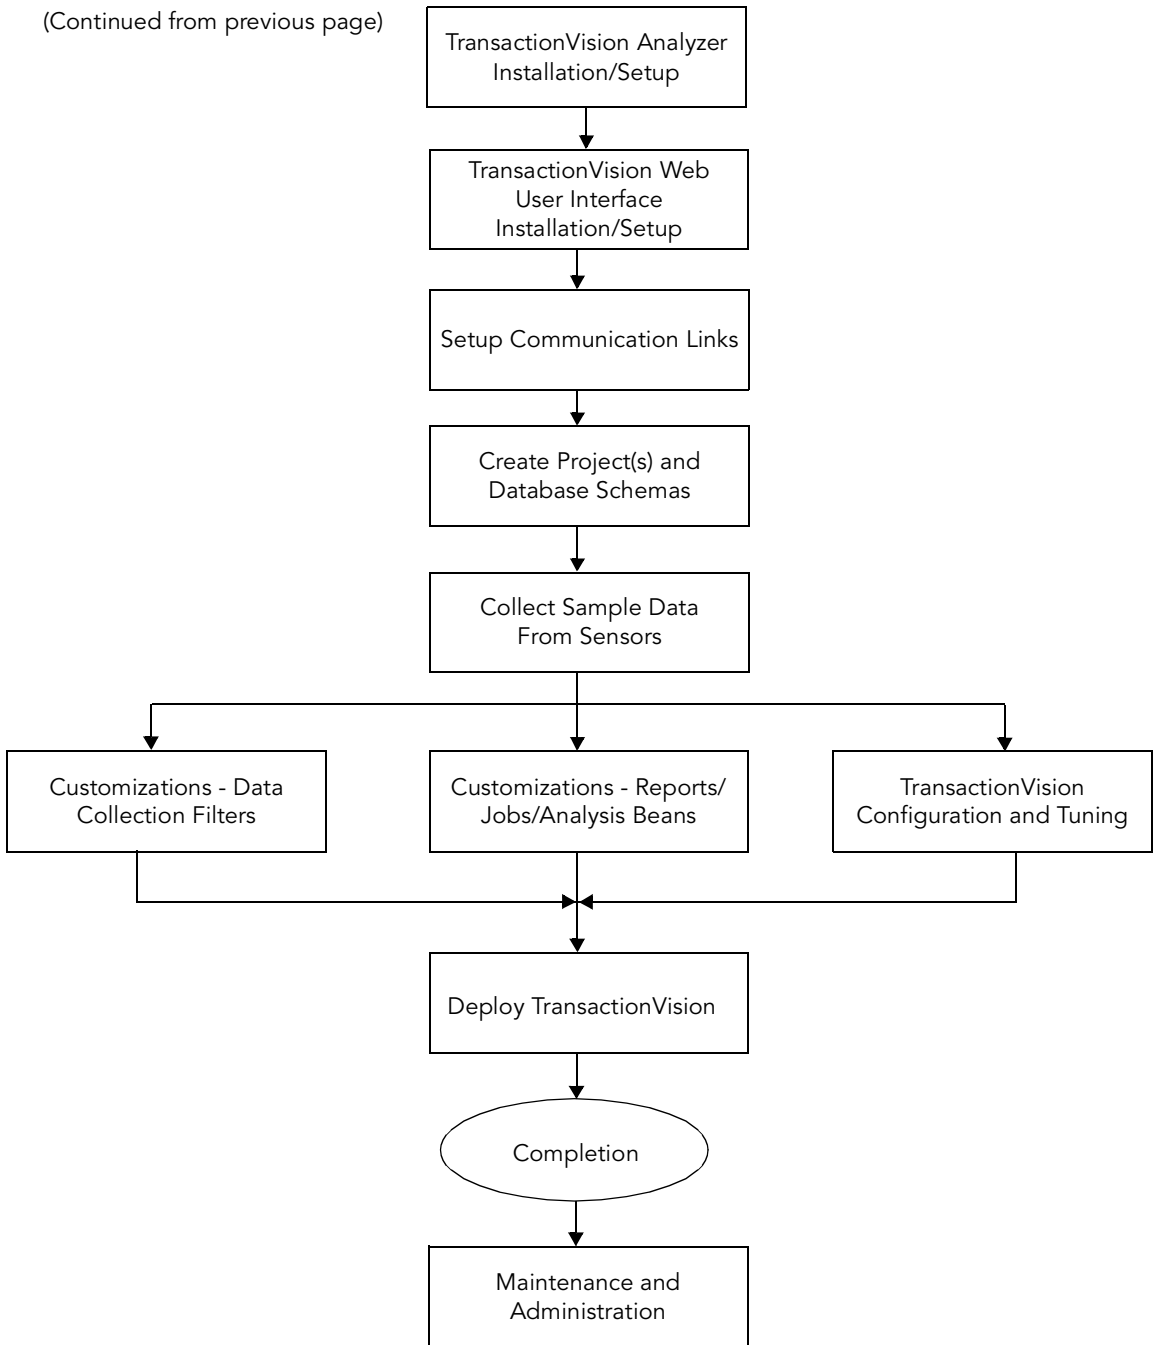 (Continued from previous page)
TransactionVision Analyzer
Installation/Setup
TransactionVision Web
User Interface
Installation/Setup
Setup Communication Links
Create Project(s) and
Database Schemas
Collect Sample Data
From Sensors
Customizations - Data
Collection Filters
Customizations - Reports/
Jobs/Analysis Beans
TransactionVision
Configuration and Tuning
Deploy TransactionVision
Completion
Maintenance and
Administration